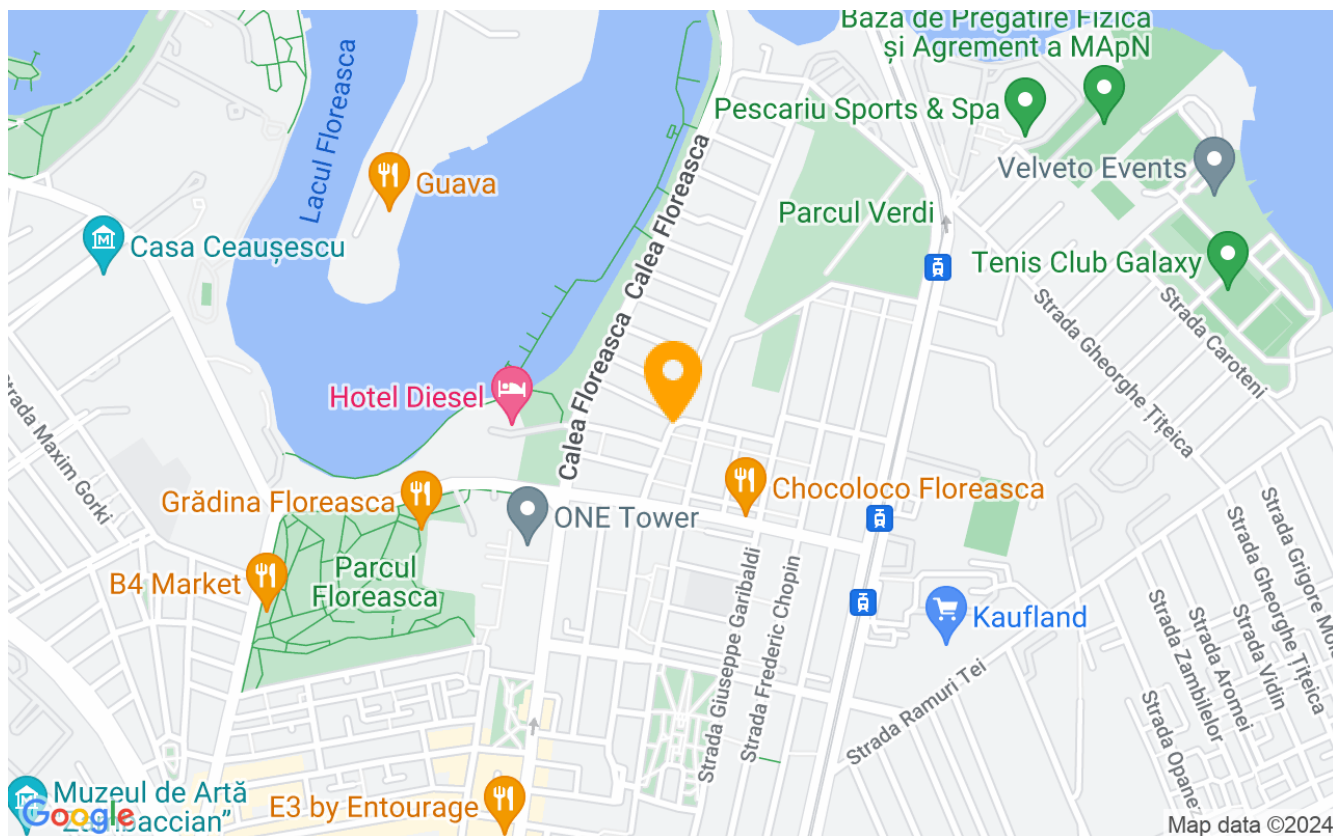 Baza de Pregatire Fizica
și Agrement a MApN
Pescariu Sports & Spa
Velveto Events
Lacul Floreasca
Guava
Calea Floreasca
Calea Floreasca
Parcul Verdi
Casa Ceaușescu
Tenis Club Galaxy
Strada Caroteni
Strada Gheorghe Țițeica
Hotel Diesel
Strada Maxim Gorki
Grădina Floreasca
ONE Tower
Chocoloco Floreasca
Parcul
Floreasca
B4 Market
Strada Giuseppe Garibaldi
Strada Frederic Chopin
Kaufland
Strada Ramuri Tei
Strada Grigore
Strada Gheorghe Țițeica
Strada Vidin
Strada Aromei
Strada Zambilelor
Strada
Muzeul de Artă
E3 by Entourage
Google
Map data ©2024